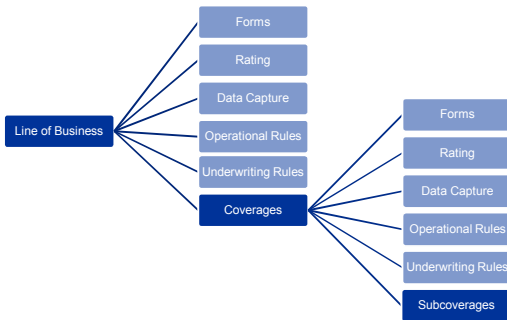 Line of Business
Forms
Rating
Data Capture
Operational Rules
Underwriting Rules
Coverages
Forms
Rating
Data Capture
Operational Rules
Underwriting Rules
Subcoverages